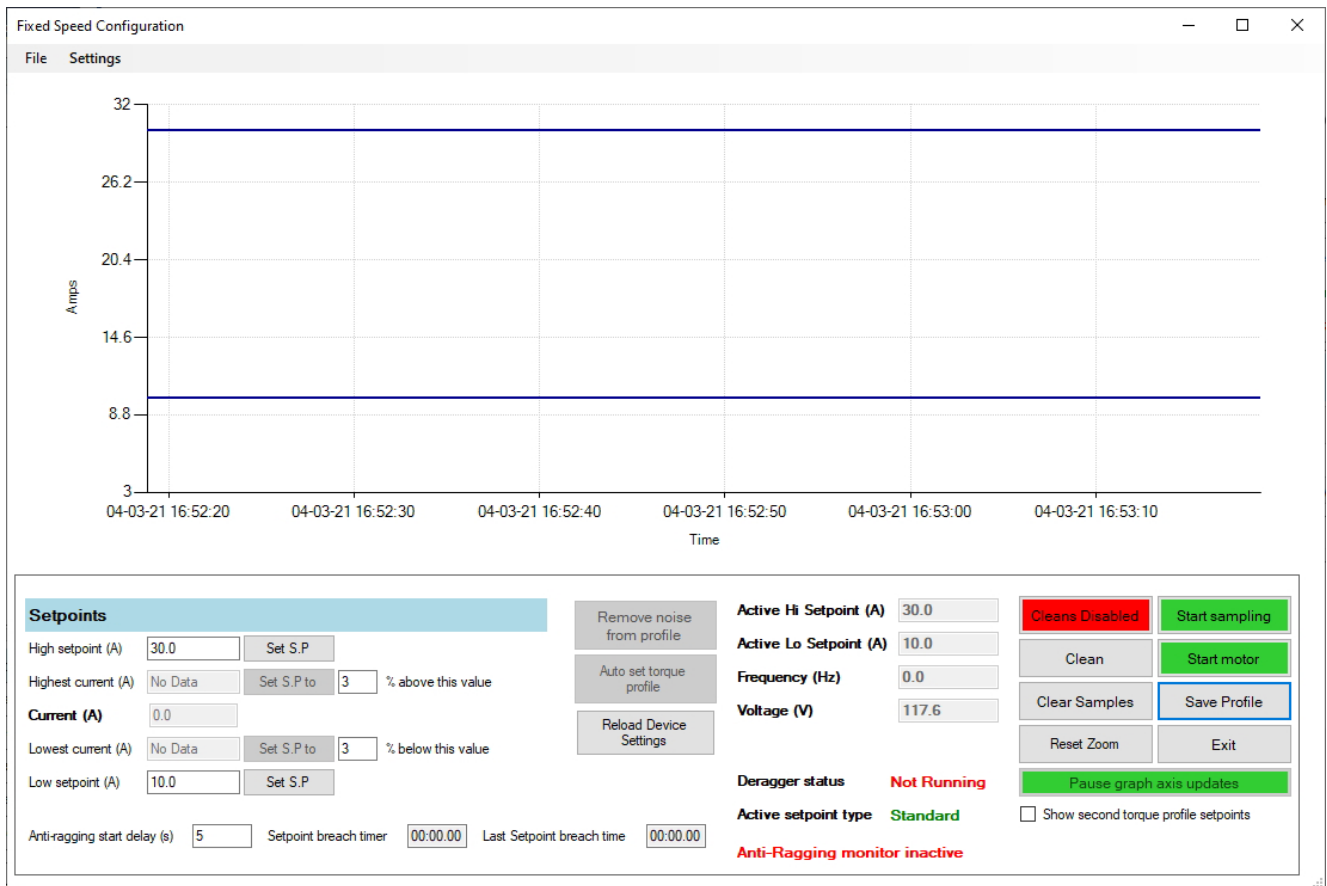 Fixed Speed Configuration
File Settings
32
26.2
20.4
14.6
8.8
3
Amps
04-03-21 16:52:20 04-03-21 16:52:30 04-03-21 16:52:40 04-03-21 16:52:50 04-03-21 16:53:00 04-03-21 16:53:10
Time
Setpoints
High setpoint (A) 30.0 Set S.P
Highest current (A) No Data Set S.P to 3 % above this value
Current (A) 0.0
Lowest current (A) No Data Set S.P to 3 % below this value
Low setpoint (A) 10.0 Set S.P
Anti-ragging start delay (s) 5 Setpoint breach timer 00:00.00 Last Setpoint breach time 00:00.00
Remove noise
from profile
Auto set torque
profile
Reload Device
Settings
Active Hi Setpoint (A) 30.0
Active Lo Setpoint (A) 10.0
Frequency (Hz) 0.0
Voltage (V) 117.6
Deragger status Not Running
Active setpoint type Standard
Anti-Ragging monitor inactive
Cleans Disabled Start sampling
Clean Start motor
Clear Samples Save Profile
Reset Zoom Exit
Pause graph axis updates
Show second torque profile setpoints